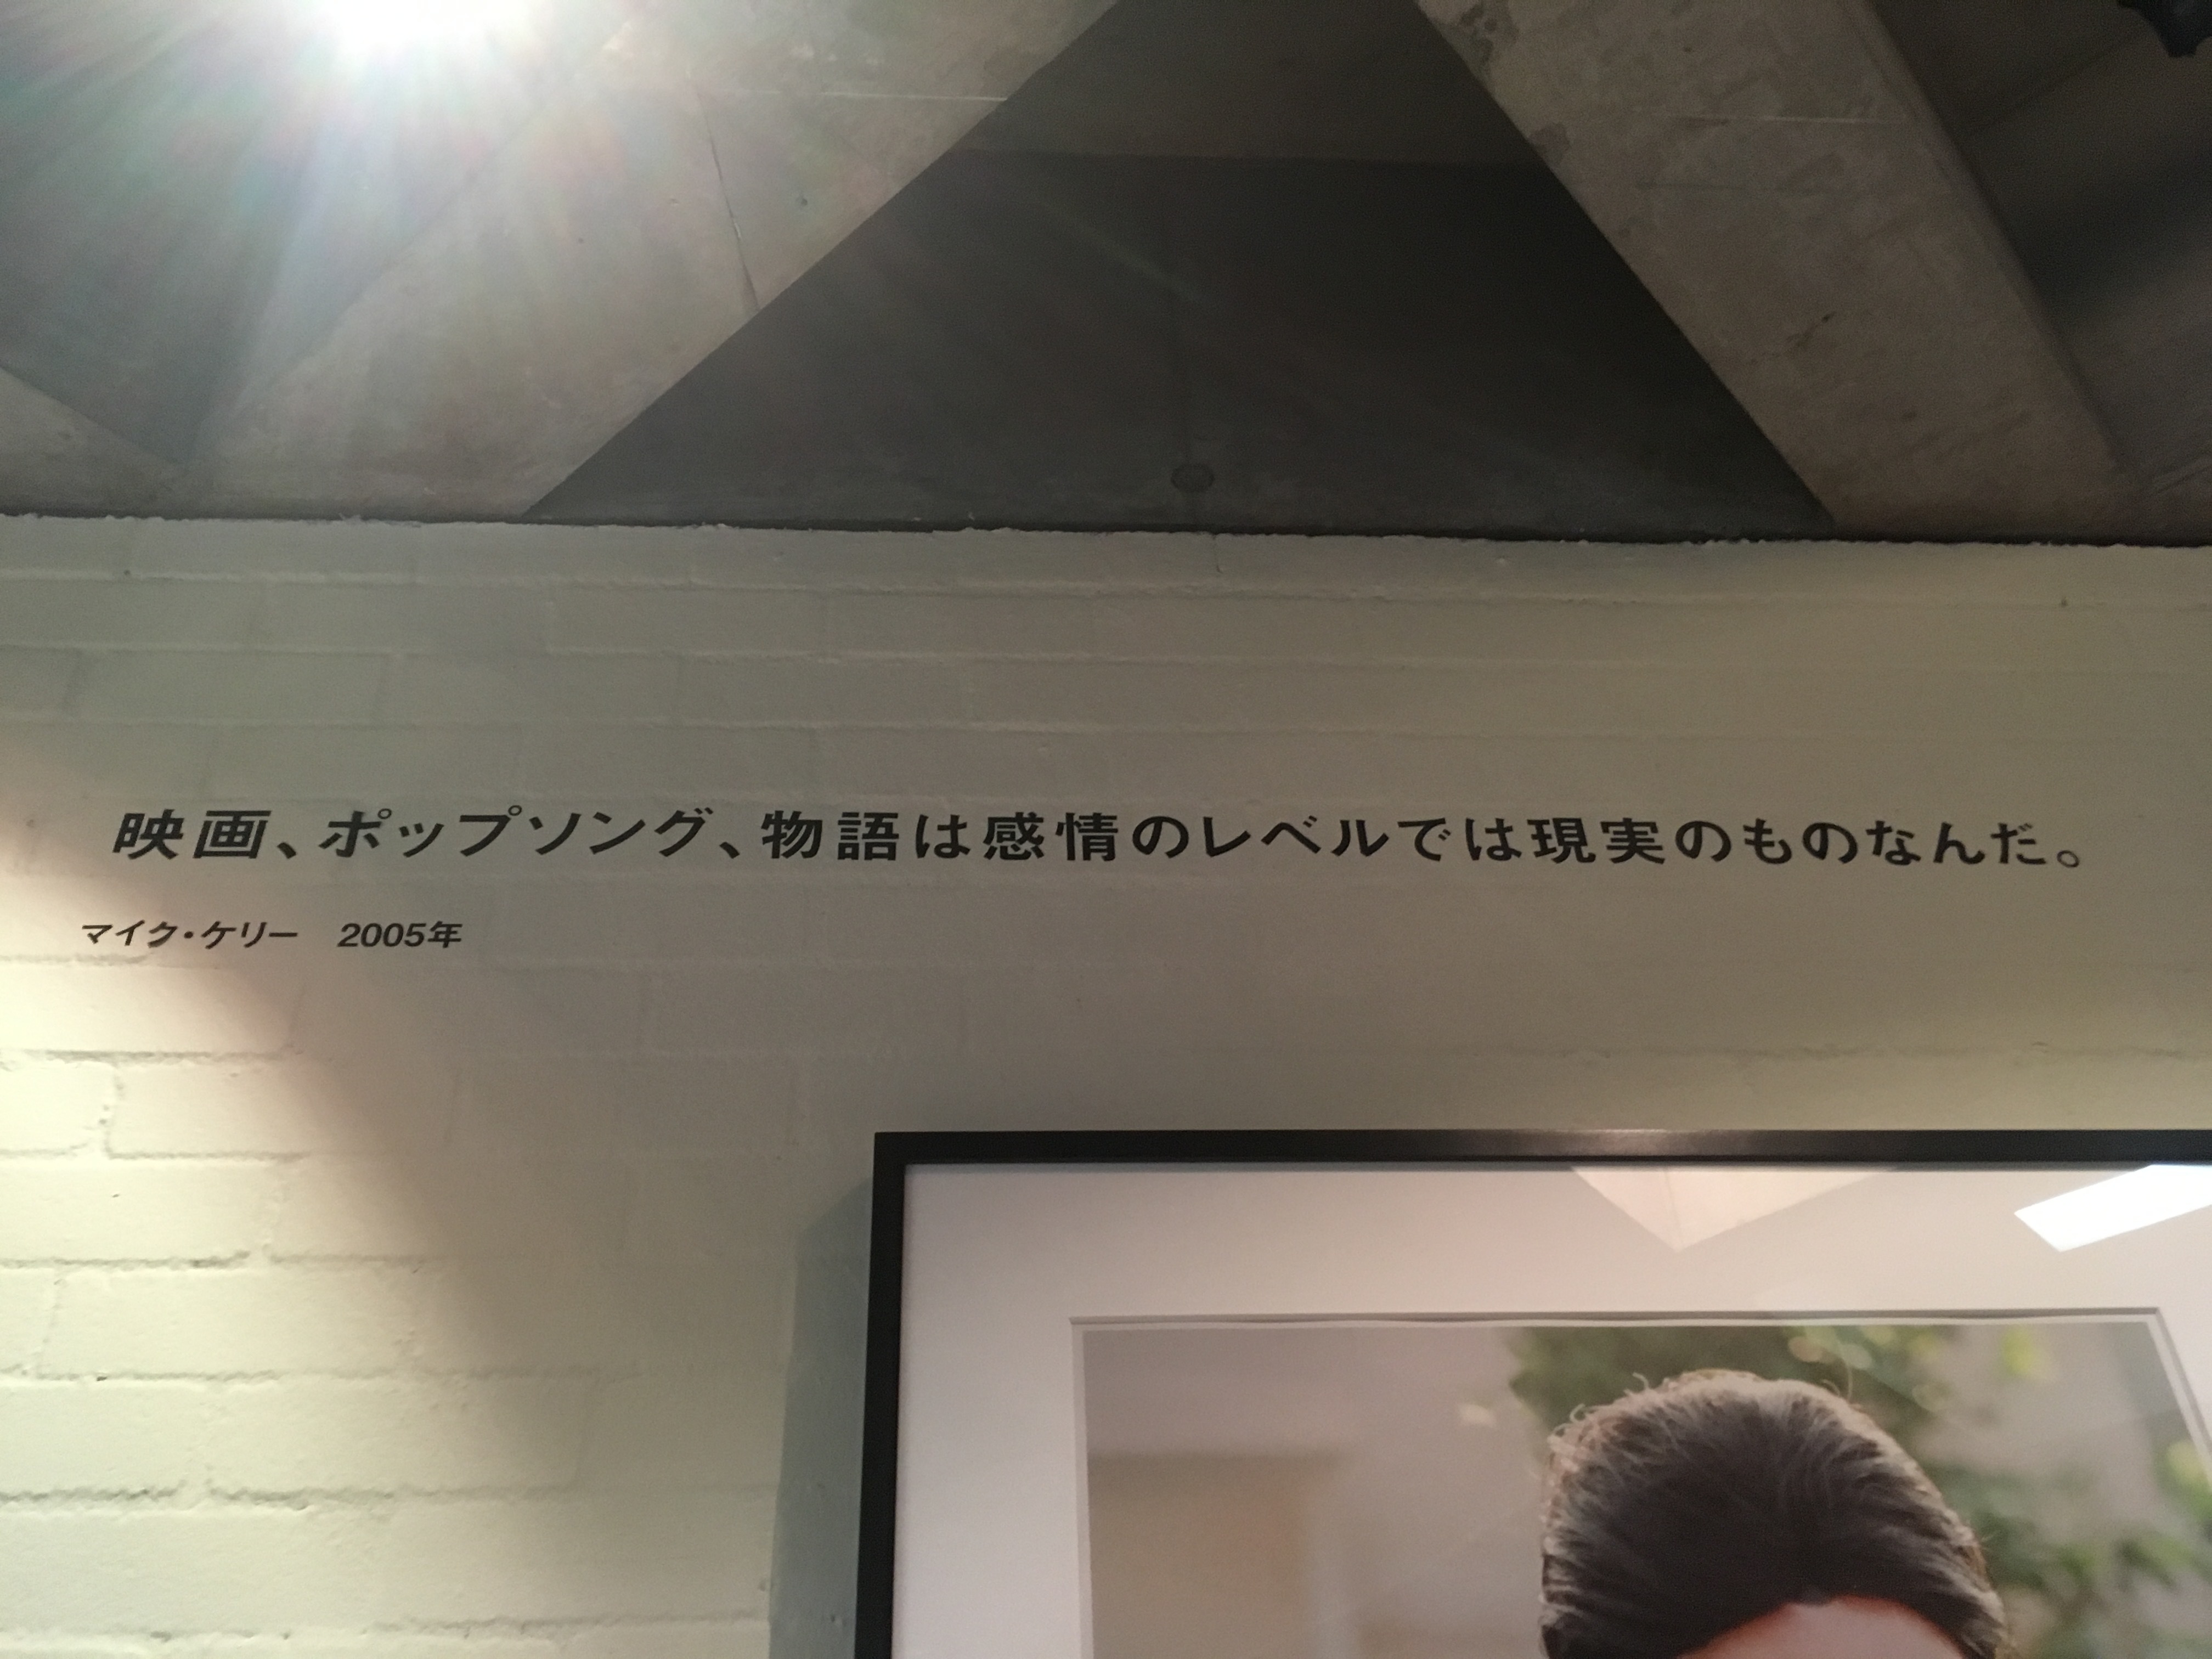 映画、ポップソング、物語は感情のレベルでは現実のものなんだ。
マイク・ケリー　2005年